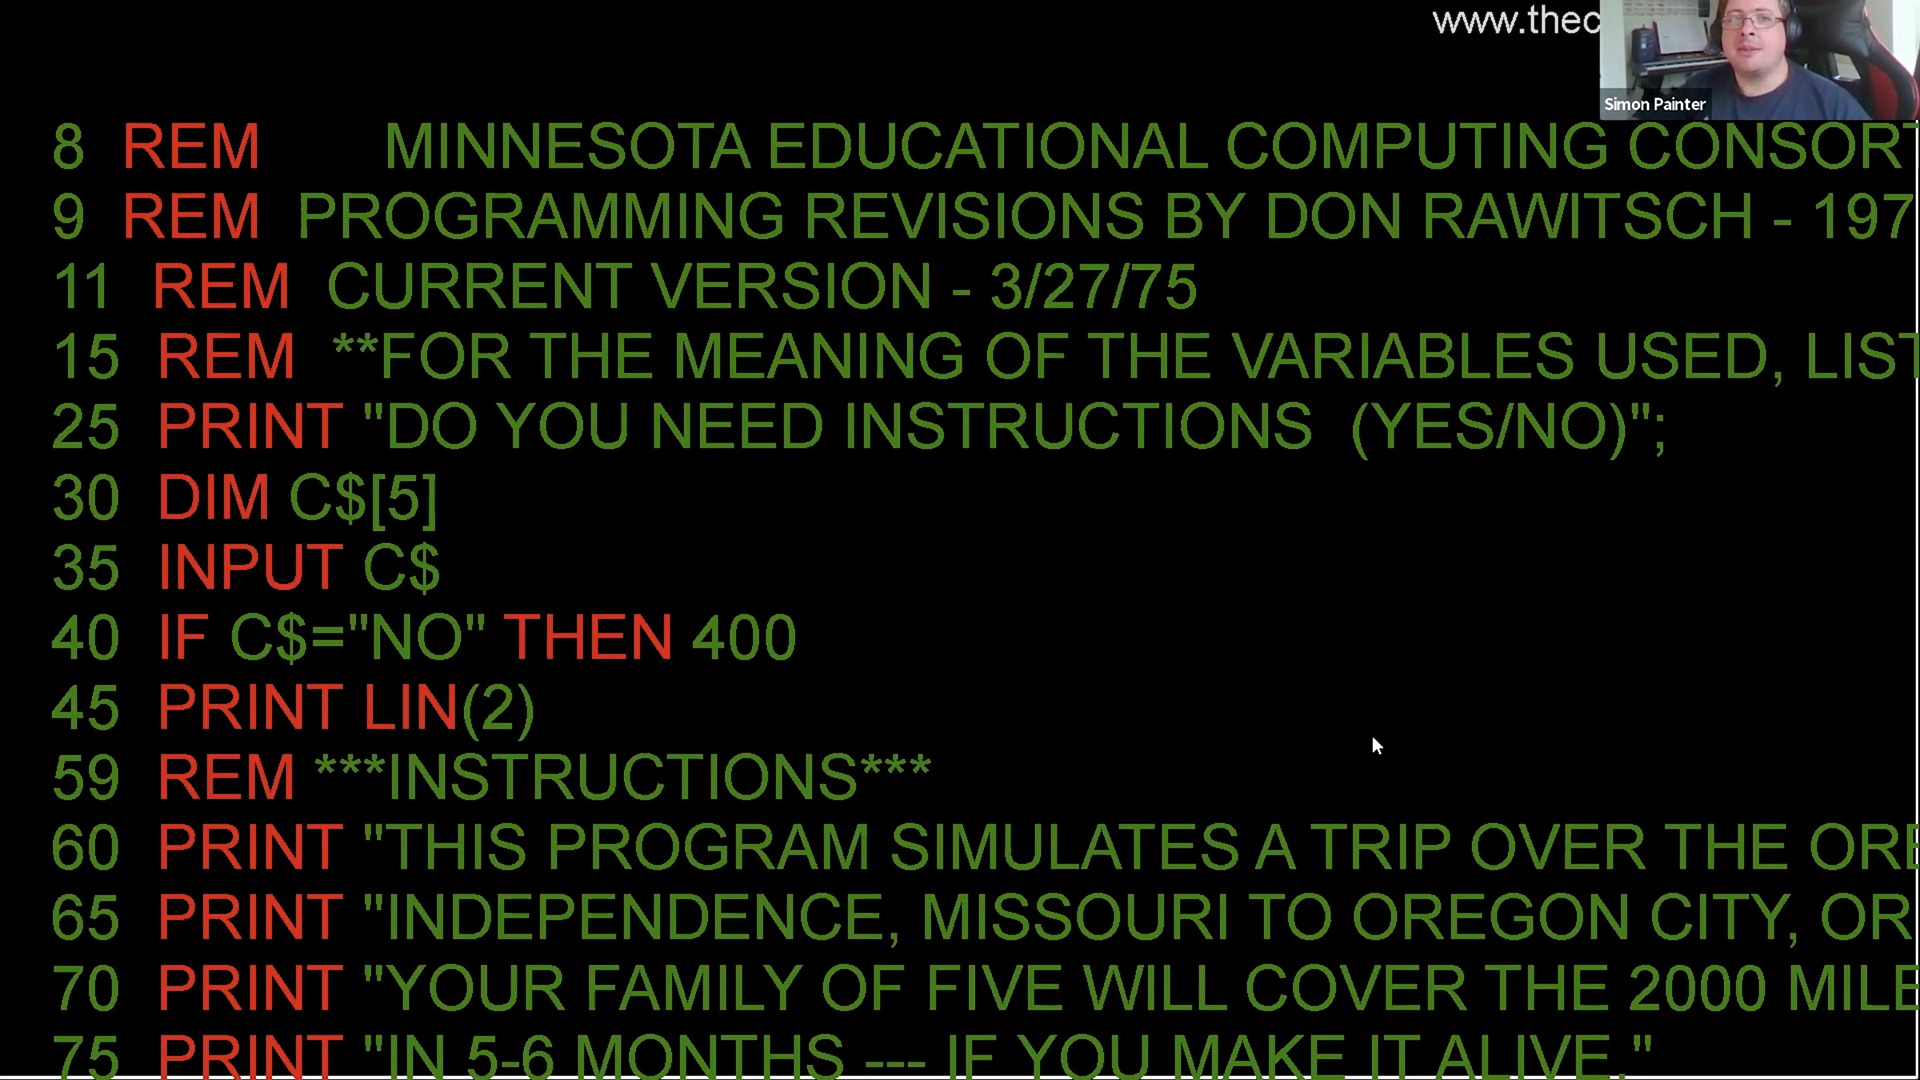 www.thec
Simon Painter
8 REM MINNESOTA EDUCATIONAL COMPUTING CONSORT
9 REM PROGRAMMING REVISIONS BY DON RAWITSCH - 197
11 REM CURRENT VERSION - 3/27/75
15 REM **FOR THE MEANING OF THE VARIABLES USED, LIST
25 PRINT "DO YOU NEED INSTRUCTIONS (YES/NO)";
30 DIM C$[5]
35 INPUT C$
40 IF C$="NO" THEN 400
45 PRINT LIN(2)
59 REM ***INSTRUCTIONS***
60 PRINT "THIS PROGRAM SIMULATES A TRIP OVER THE ORE
65 PRINT "INDEPENDENCE, MISSOURI TO OREGON CITY, OR
70 PRINT "YOUR FAMILY OF FIVE WILL COVER THE 2000 MILE
75 PRINT "IN 5-6 MONTHS --- IF YOU MAKE IT ALIVE."